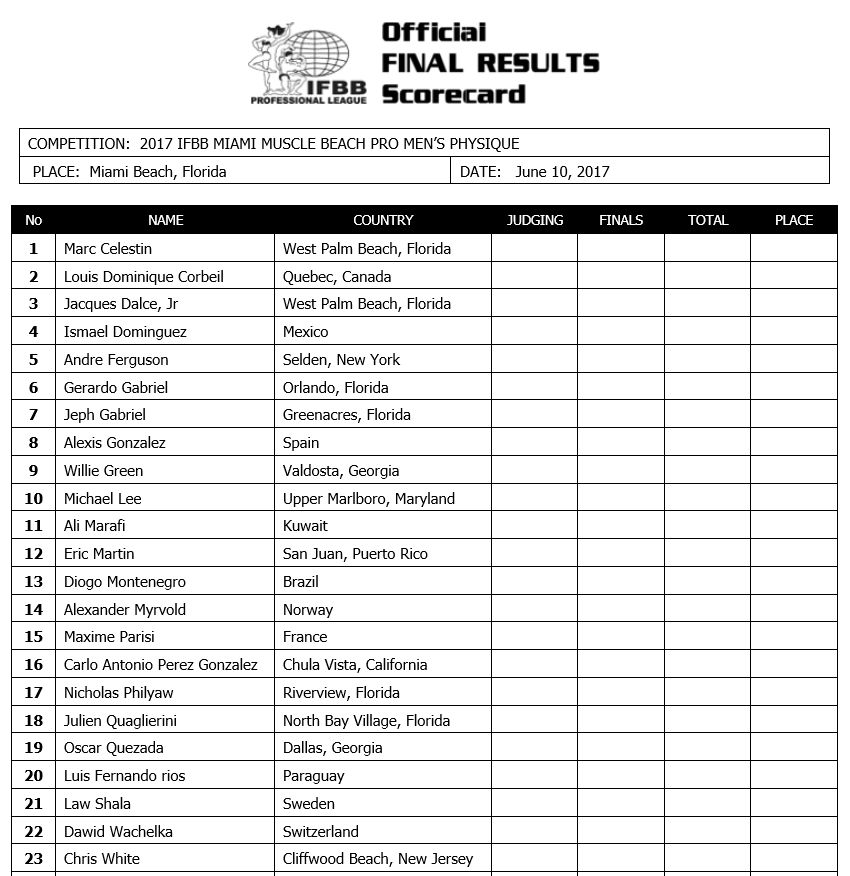 Official
FINAL RESULTS
Scorecard
IFBB
PROFESSIONAL LEAGUE
COMPETITION: 2017 IFBB MIAMI MUSCLE BEACH PRO MEN’S PHYSIQUE
PLACE: Miami Beach, Florida DATE: June 10, 2017
No NAME COUNTRY JUDGING FINALS TOTAL PLACE
1 Marc Celestin West Palm Beach, Florida
2 Louis Dominique Corbeil Quebec, Canada
3 Jacques Dalce, Jr West Palm Beach, Florida
4 Ismael Dominguez Mexico
5 Andre Ferguson Selden, New York
6 Gerardo Gabriel Orlando, Florida
7 Jeph Gabriel Greenacres, Florida
8 Alexis Gonzalez Spain
9 Willie Green Valdosta, Georgia
10 Michael Lee Upper Marlboro, Maryland
11 Ali Marafi Kuwait
12 Eric Martin San Juan, Puerto Rico
13 Diogo Montenegro Brazil
14 Alexander Myrvold Norway
15 Maxime Parisi France
16 Carlo Antonio Perez Gonzalez Chula Vista, California
17 Nicholas Philyaw Riverview, Florida
18 Julien Quaglierini North Bay Village, Florida
19 Oscar Quezada Dallas, Georgia
20 Luis Fernando rios Paraguay
21 Law Shala Sweden
22 Dawid Wachelka Switzerland
23 Chris White Cliffwood Beach, New Jersey